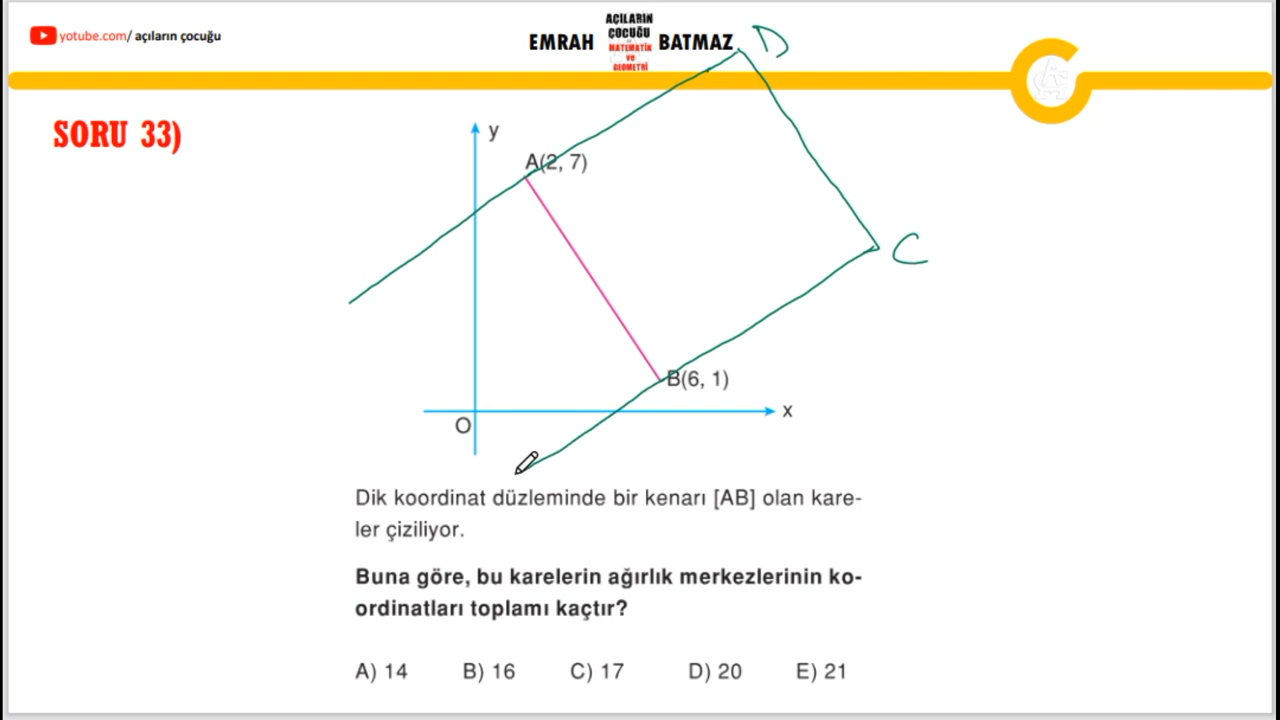 yotube.com/ açıların çocuğu
EMRAH
AÇILARIN
ÇOCUĞU
MATEMATİK
ve
GEOMETRİ
BATMAZ
D
SORU 33)
y
A(2, 7)
C
B(6, 1)
x
O
Dik koordinat düzleminde bir kenarı [AB] olan kare-
ler çiziliyor.
Buna göre, bu karelerin ağırlık merkezlerinin ko-
ordinatları toplamı kaçtır?
A) 14 B) 16 C) 17 D) 20 E) 21